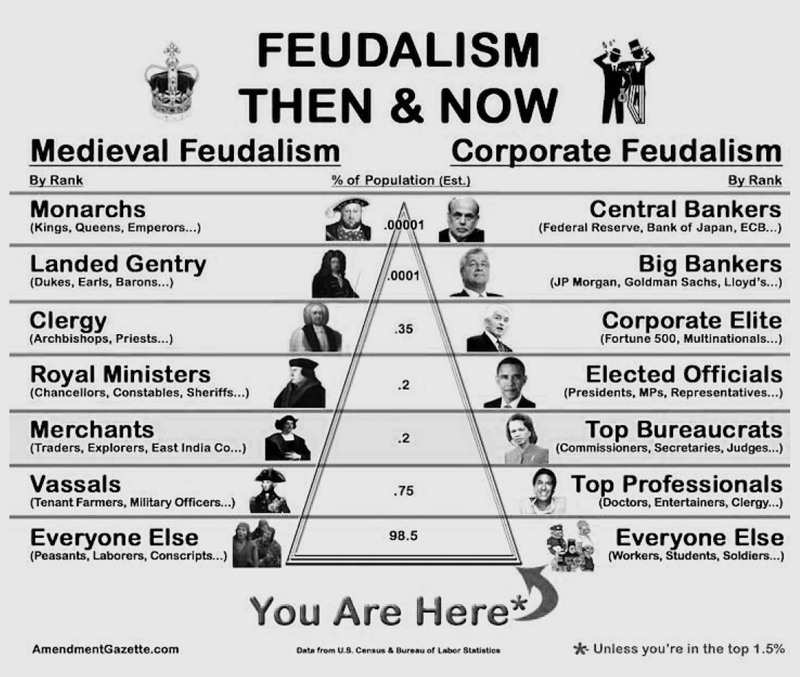 FEUDALISM
THEN & NOW
Medieval Feudalism
Corporate Feudalism
By Rank
% of Population (Est.)
By Rank
Monarchs
(Kings, Queens, Emperors...)
.00001
Central Bankers
(Federal Reserve, Bank of Japan, ECB...)
Landed Gentry
(Dukes, Earls, Barons...)
.0001
Big Bankers
(JP Morgan, Goldman Sachs, Lloyd's...)
Clergy
(Archbishops, Priests...)
.35
Corporate Elite
(Fortune 500, Multinationals...)
Royal Ministers
(Chancellors, Constables, Sheriffs...)
.2
Elected Officials
(Presidents, MPs, Representatives...)
Merchants
(Traders, Explorers, East India Co...)
.2
Top Bureaucrats
(Commissioners, Secretaries, Judges...)
Vassals
(Tenant Farmers, Military Officers...)
.75
Top Professionals
(Doctors, Entertainers, Clergy...)
Everyone Else
(Peasants, Laborers, Conscripts...)
98.5
Everyone Else
(Workers, Students, Soldiers...)
You Are Here*
AmendmentGazette.com
Data from U.S. Census & Bureau of Labor Statistics
* Unless you're in the top 1.5%